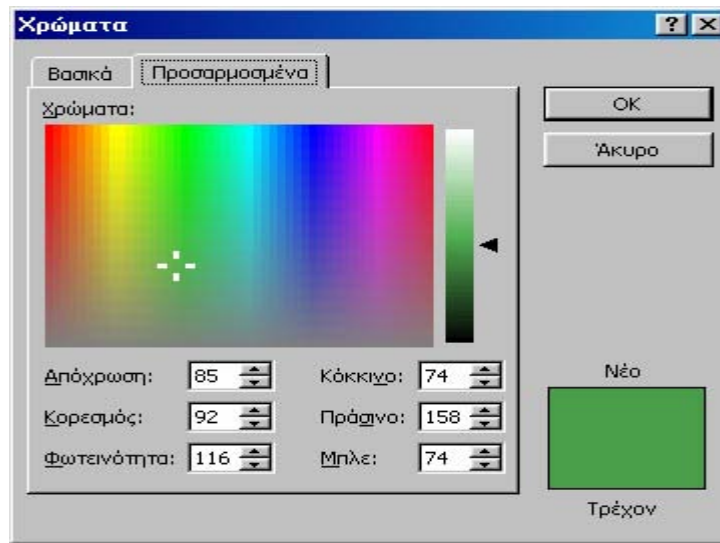 Χρώματα
Βασικά Προσαρμοσμένα
Χρώματα:
OK
Άκυρο
Απόχρωση: 85 Κόκκινο: 74
Κορεσμός: 92 Πράσινο: 158
Φωτεινότητα: 116 Μπλε: 74
Νέο
Τρέχον